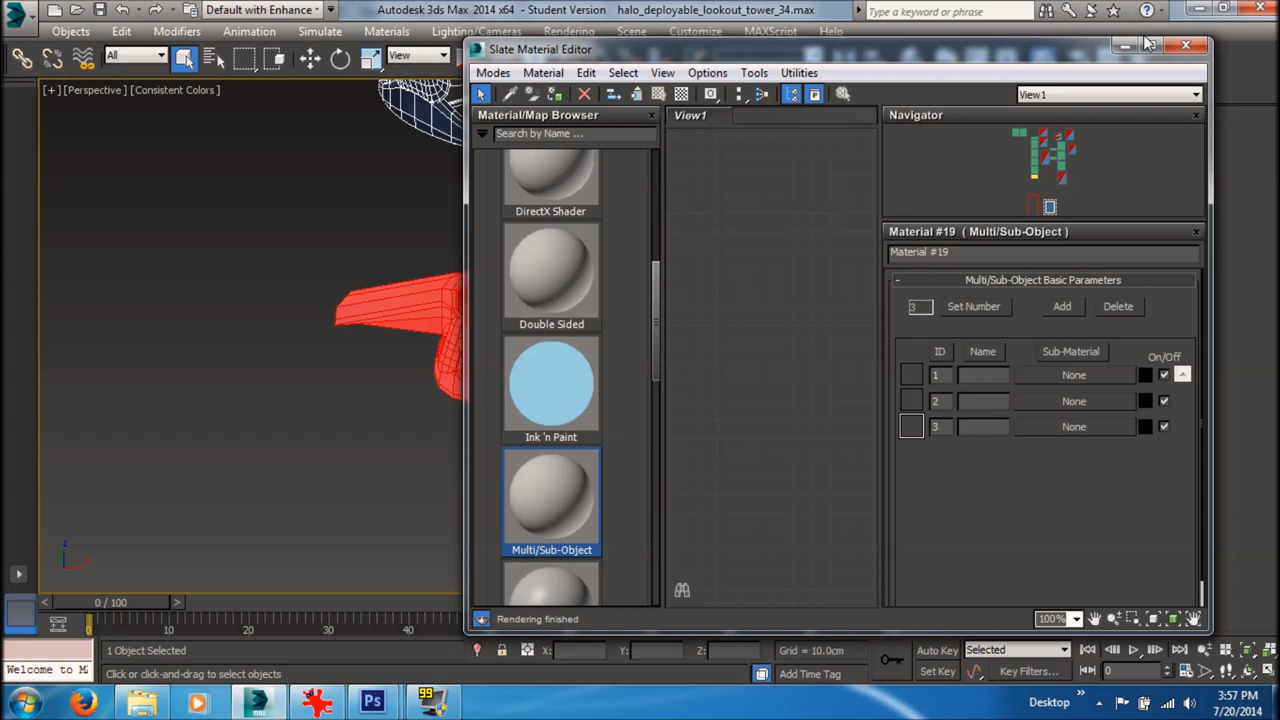 Default with Enhance
Autodesk 3ds Max 2014 x64 - Student Version halo_deployable_lookout_tower_34.max
Type a keyword or phrase
Objects Edit Modifiers Animation Simulate Materials Lighting/Cameras Rendering Scene Customize MAXScript Help
All
View
[+] [Perspective] [Consistent Colors]
Slate Material Editor
Modes Material Edit Select View Options Tools Utilities
View1
Material/Map Browser
Search by Name ...
DirectX Shader
Double Sided
Ink 'n Paint
Multi/Sub-Object
View1
Navigator
Material #19 ( Multi/Sub-Object )
Material #19
- Multi/Sub-Object Basic Parameters
3 Set Number Add Delete
ID Name Sub-Material On/Off
1 None
2 None
3 None
Rendering finished
100%
z
0 / 100
0 10 20 30 40
1 Object Selected X: Y: Z: Grid = 10.0cm Auto Key Selected
Welcome to M
Click or click-and-drag to select objects Add Time Tag Set Key Key Filters... 0
MAX
Ps
99
Desktop
3:57 PM
7/20/2014